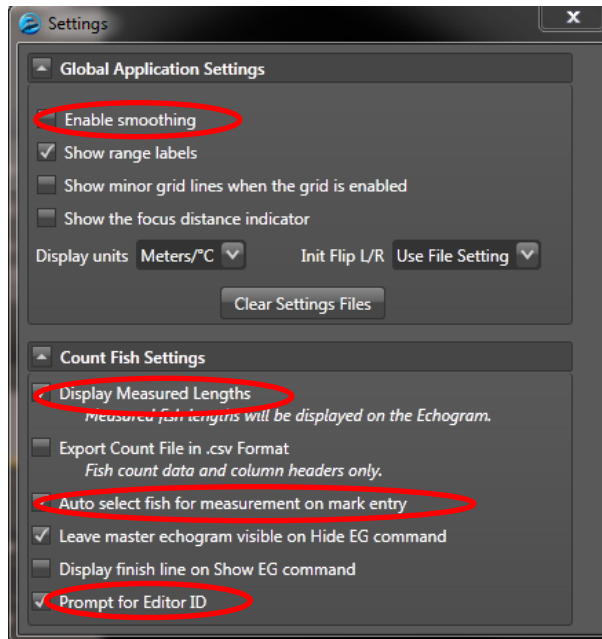 Settings
x
Global Application Settings
Enable smoothing
Show range labels
Show minor grid lines when the grid is enabled
Show the focus distance indicator
Display units Meters/°C Init Flip L/R Use File Setting
Clear Settings Files
Count Fish Settings
Display Measured Lengths
Measured fish lengths will be displayed on the Echogram.
Export Count File in .csv Format
Fish count data and column headers only.
Auto select fish for measurement on mark entry
Leave master echogram visible on Hide EG command
Display finish line on Show EG command
Prompt for Editor ID